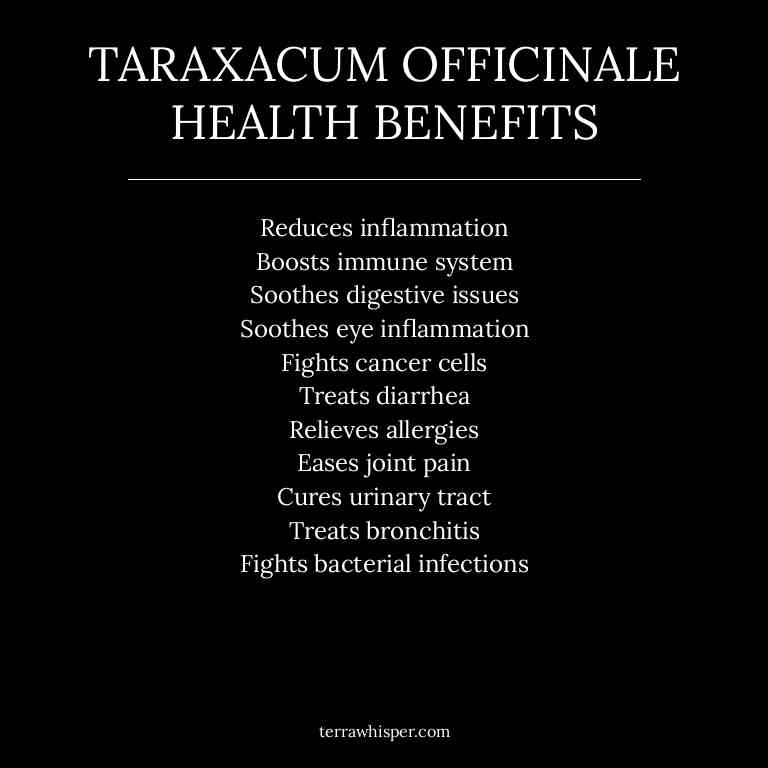 TARAXACUM OFFICINALE
HEALTH BENEFITS
Reduces inflammation
Boosts immune system
Soothes digestive issues
Soothes eye inflammation
Fights cancer cells
Treats diarrhea
Relieves allergies
Eases joint pain
Cures urinary tract
Treats bronchitis
Fights bacterial infections
terrawhisper.com